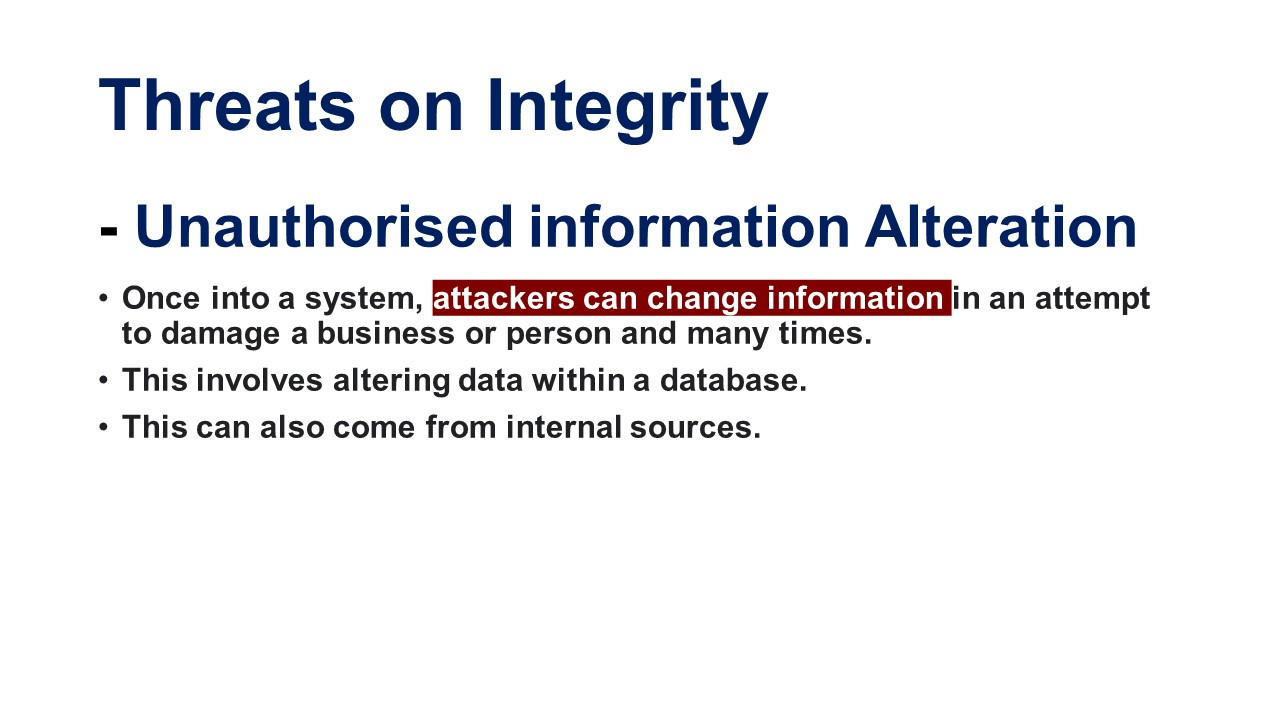 Threats on Integrity
- Unauthorised information Alteration
• Once into a system, attackers can change information in an attempt
to damage a business or person and many times.
• This involves altering data within a database.
• This can also come from internal sources.